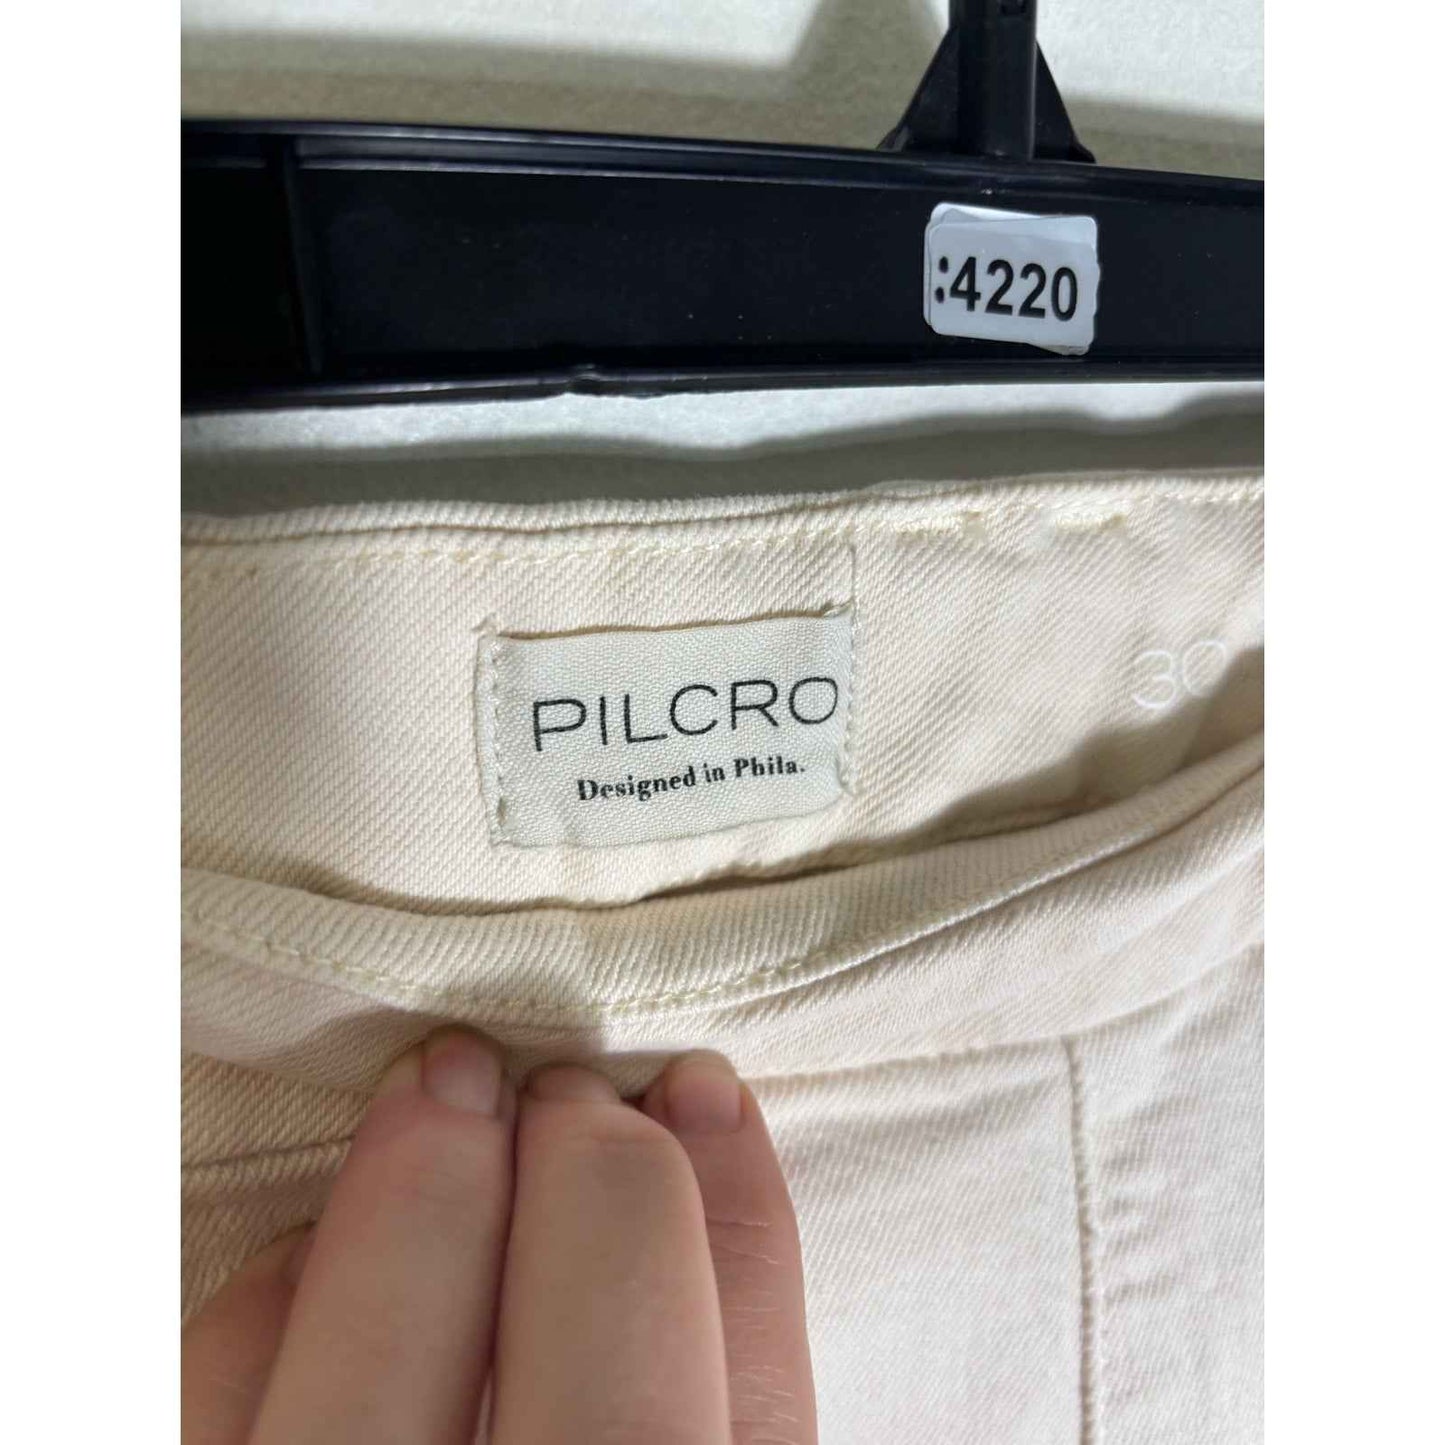 :4220
PILCRO
Designed in Phila.
30